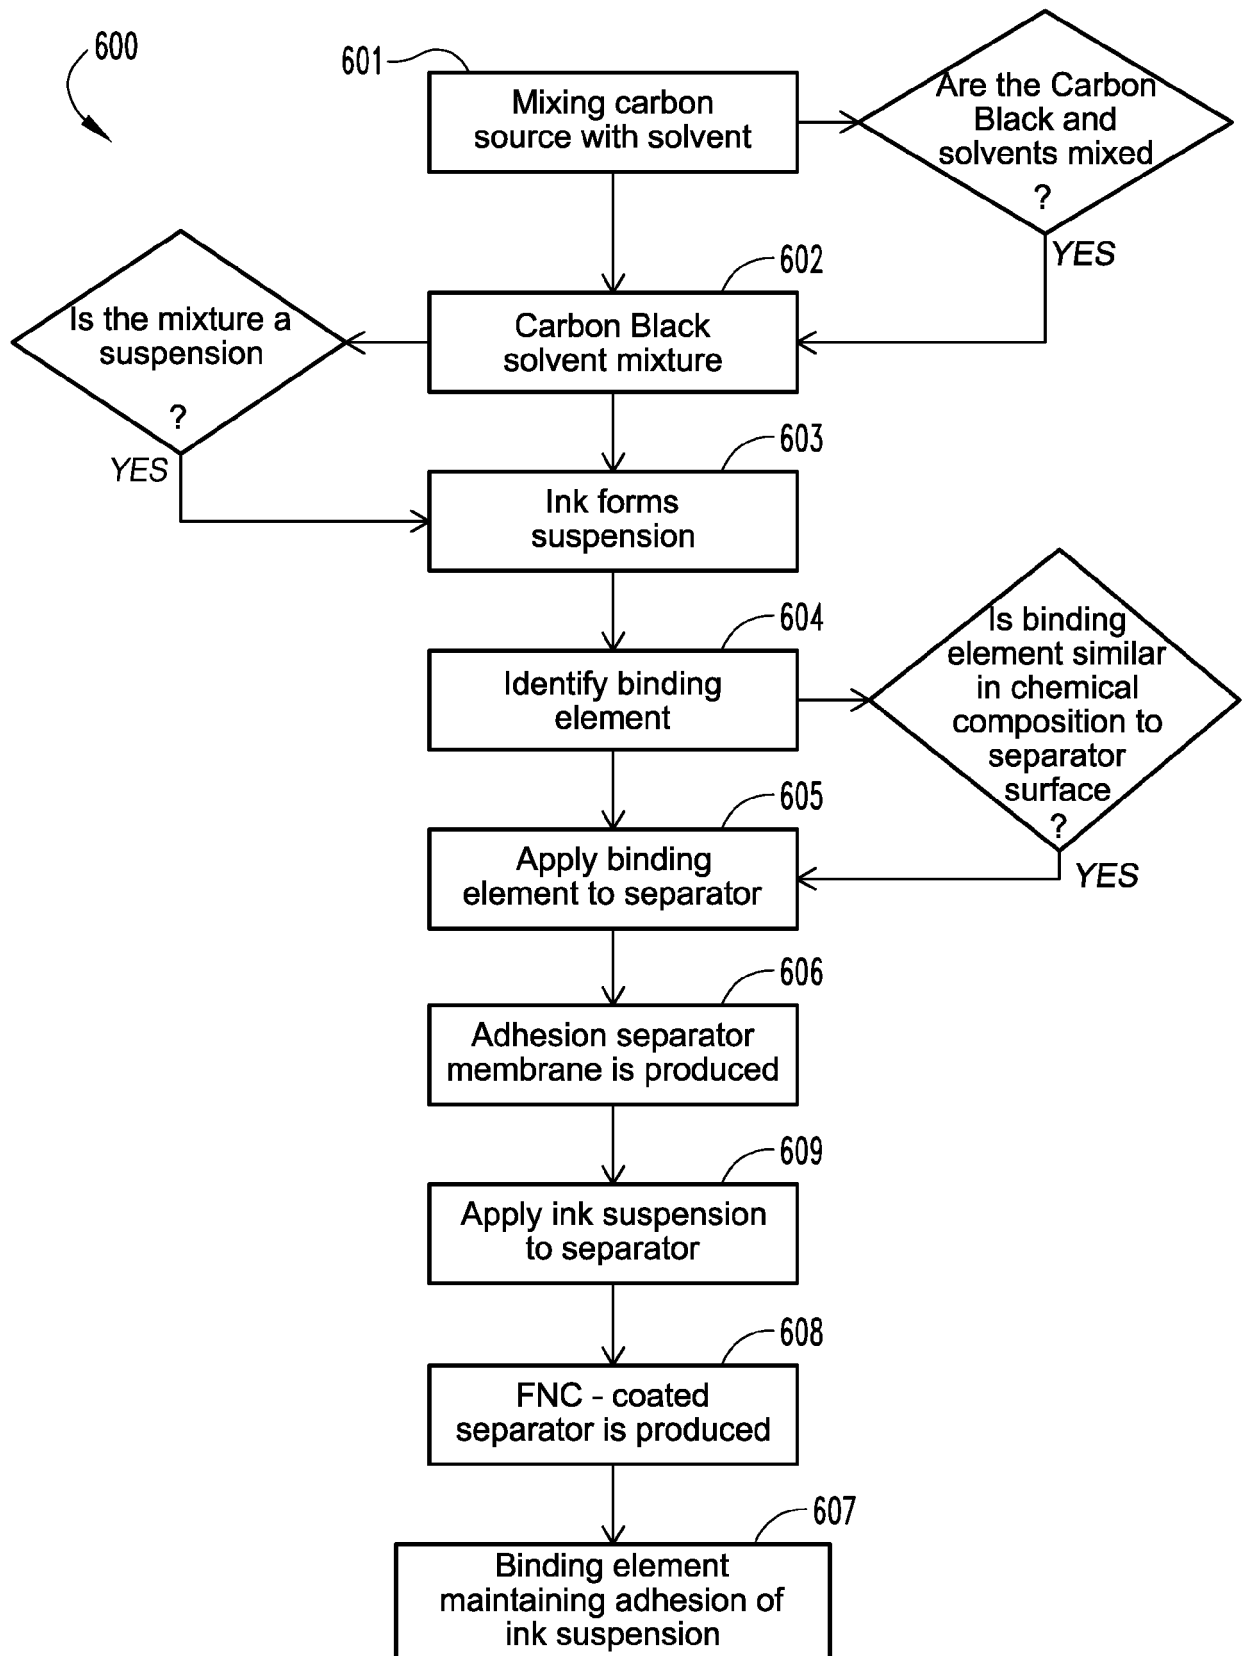 600
601
Mixing carbon
source with solvent
Are the Carbon
Black and
solvents mixed
?
YES
602
Carbon Black
solvent mixture
Is the mixture a
suspension
?
YES
603
Ink forms
suspension
604
Identify binding
element
Is binding
element similar
in chemical
composition to
separator
surface
?
YES
605
Apply binding
element to separator
606
Adhesion separator
membrane is produced
609
Apply ink suspension
to separator
608
FNC - coated
separator is produced
607
Binding element
maintaining adhesion of
ink suspension